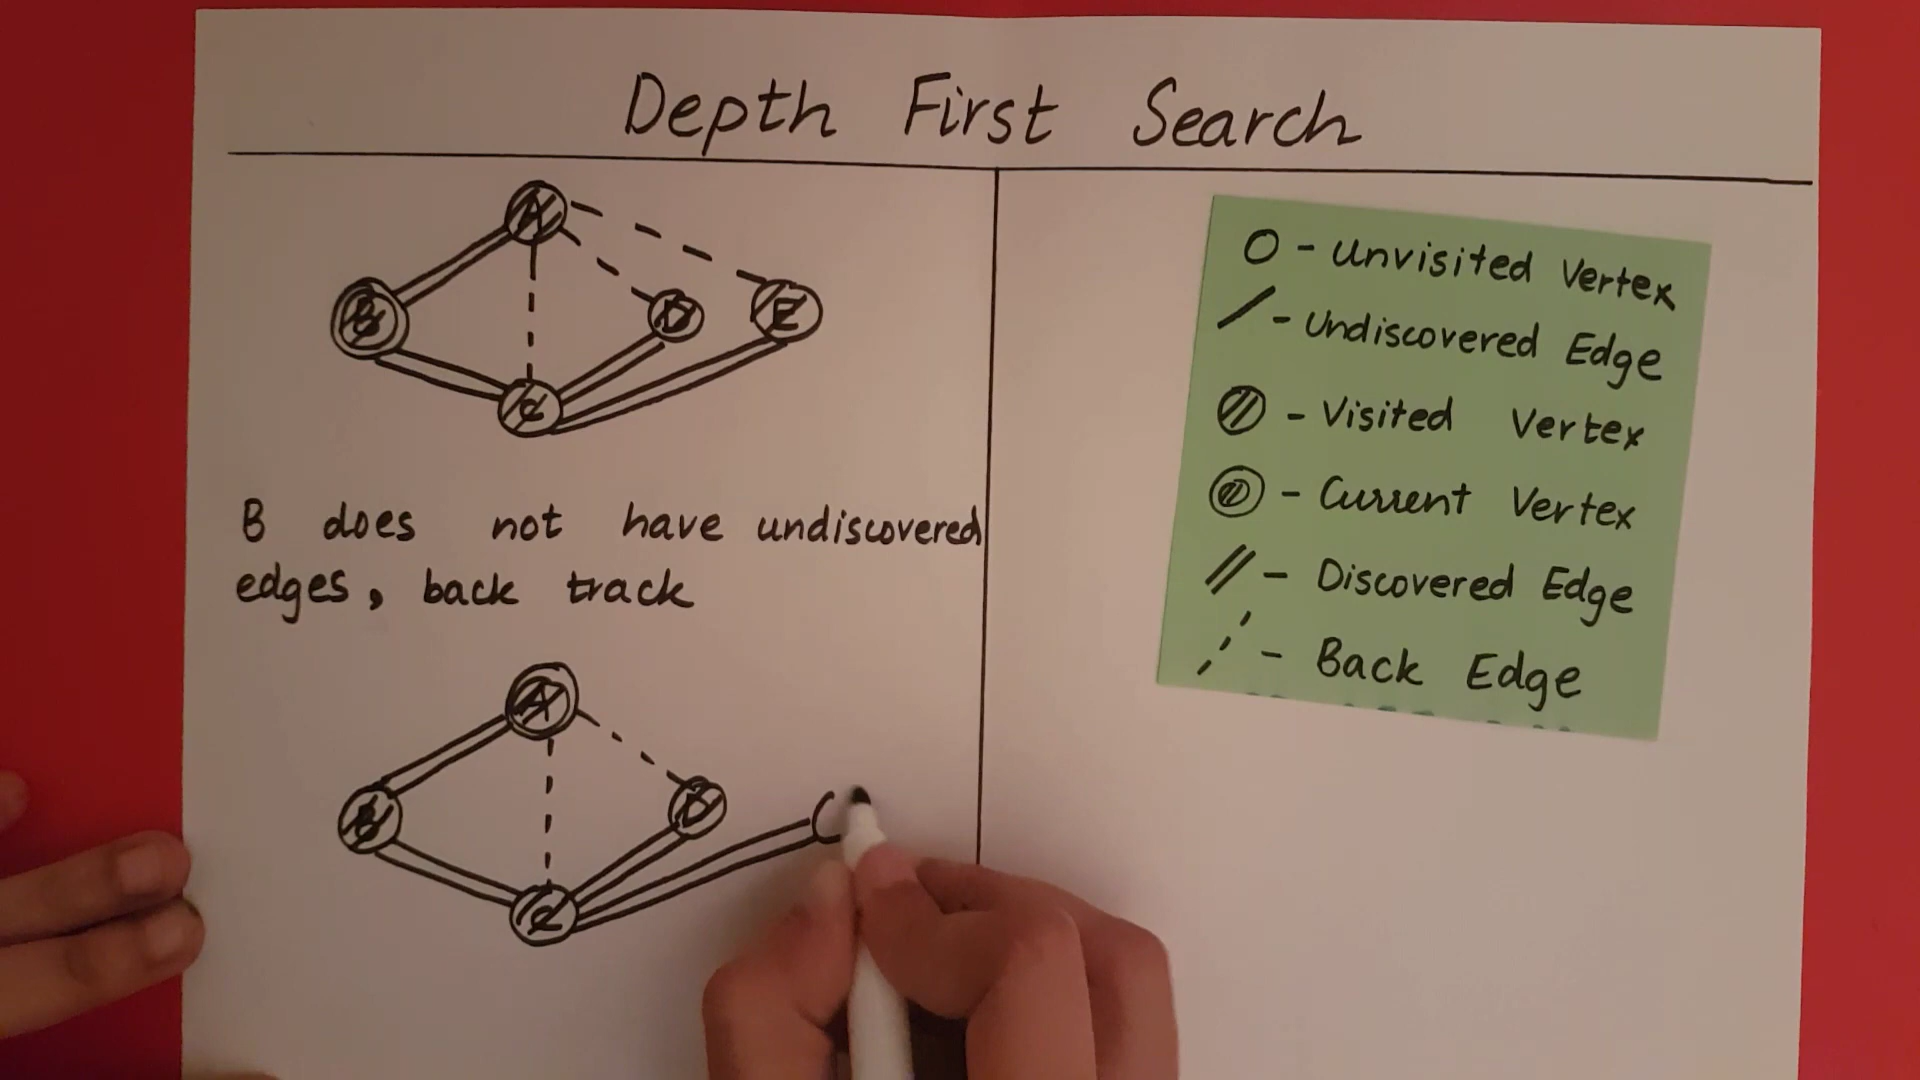 Depth First Search
A
B
D
E
C
B does not have undiscovered
edges, back track
A
B
D
C
O - Unvisited Vertex
/ - Undiscovered Edge
- Visited Vertex
- Current Vertex
// - Discovered Edge
- Back Edge